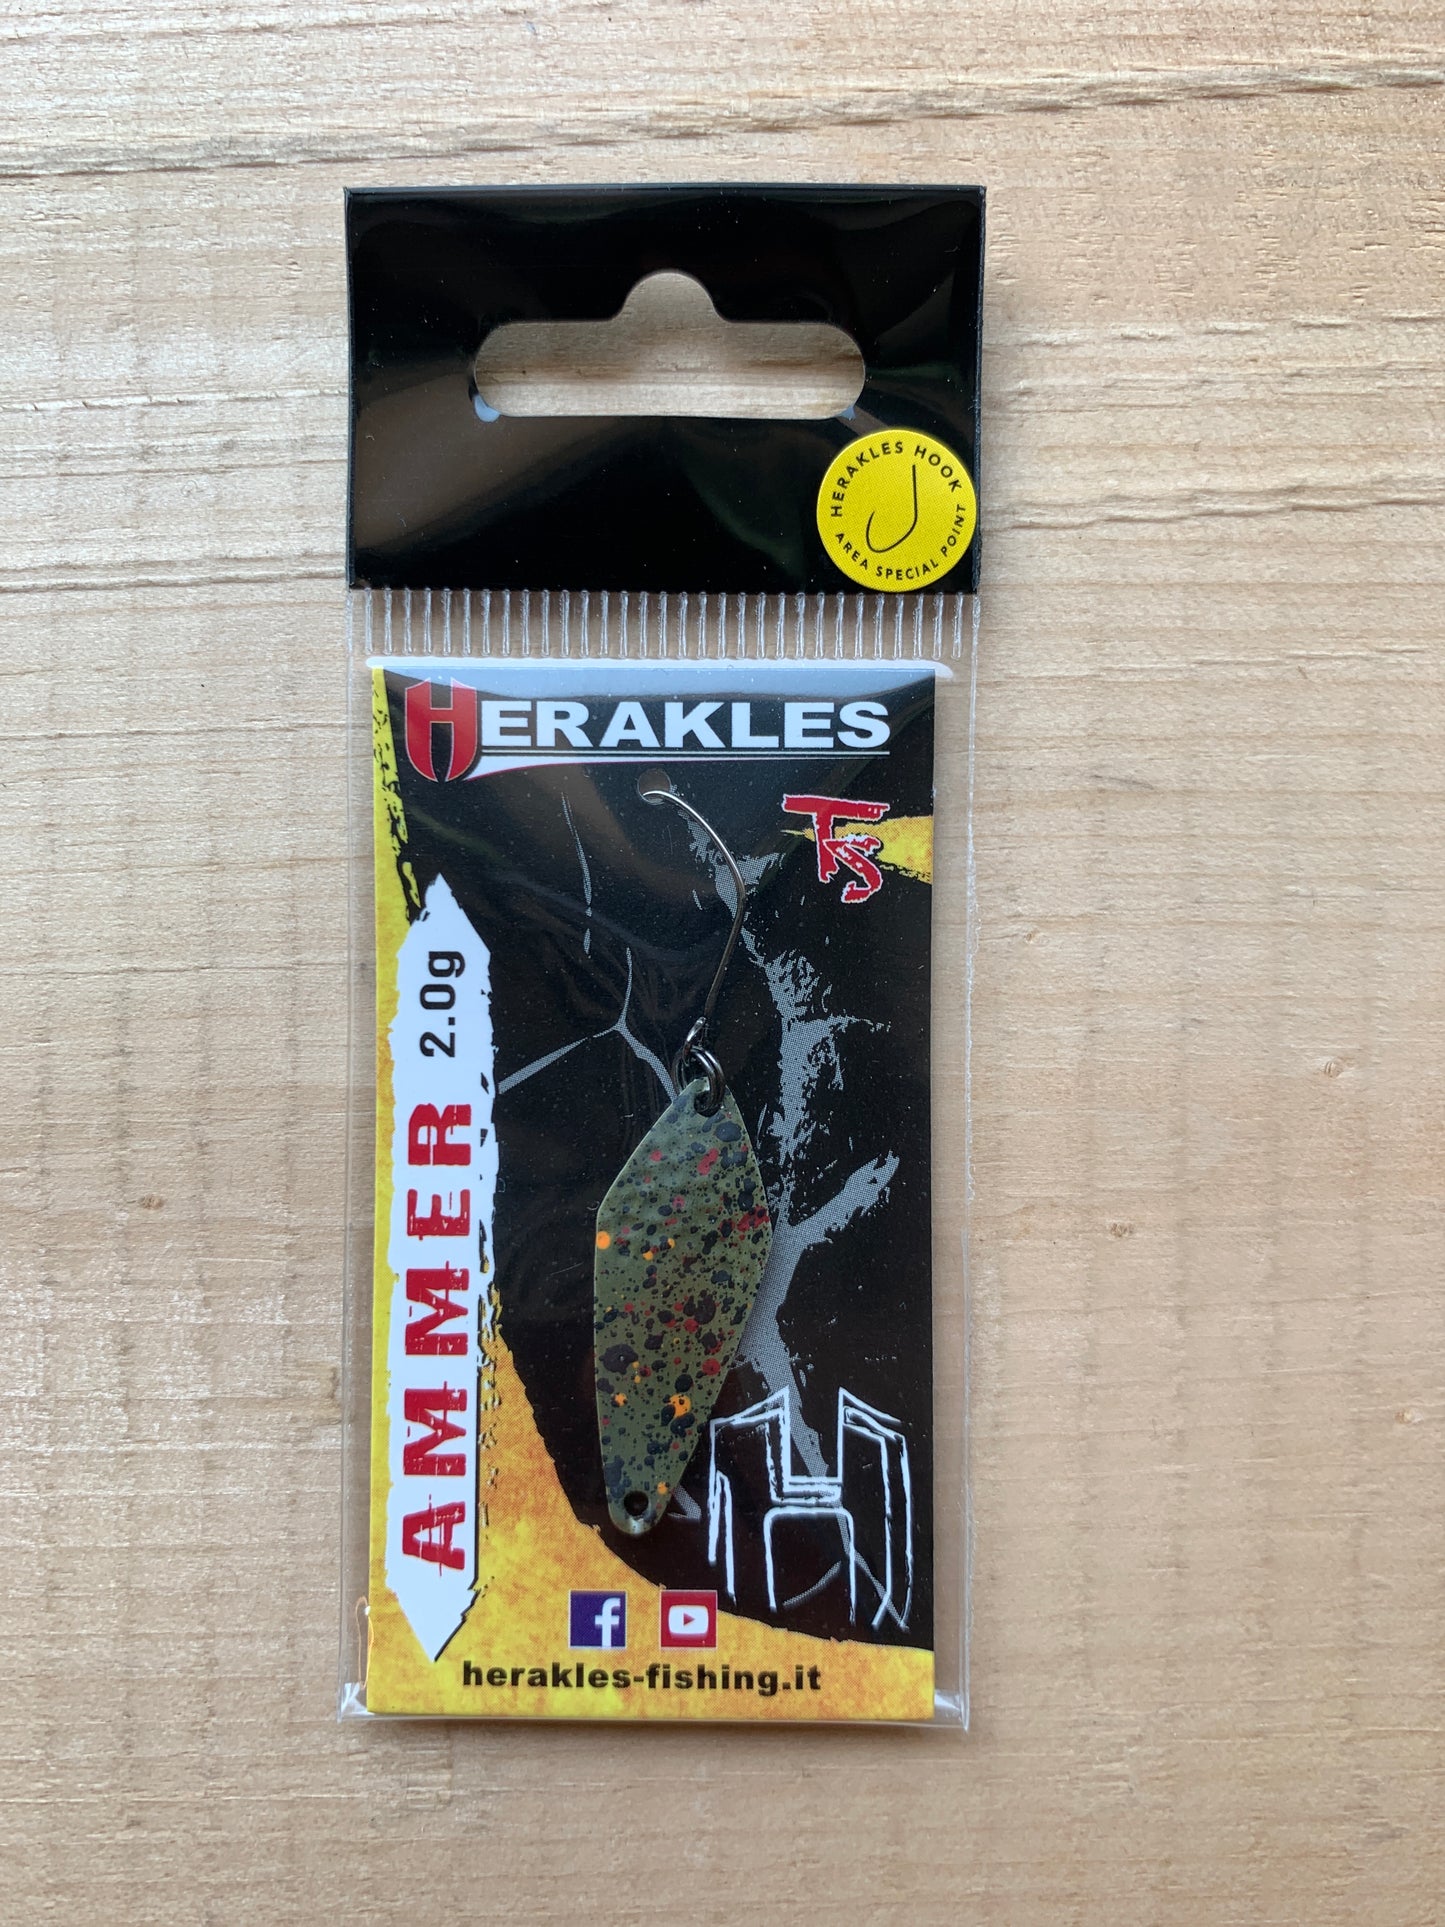 HERAKLES HOOK
AREA SPECIAL POINT
HERAKLES
TS
AMMER 2.0g
herakles-fishing.it